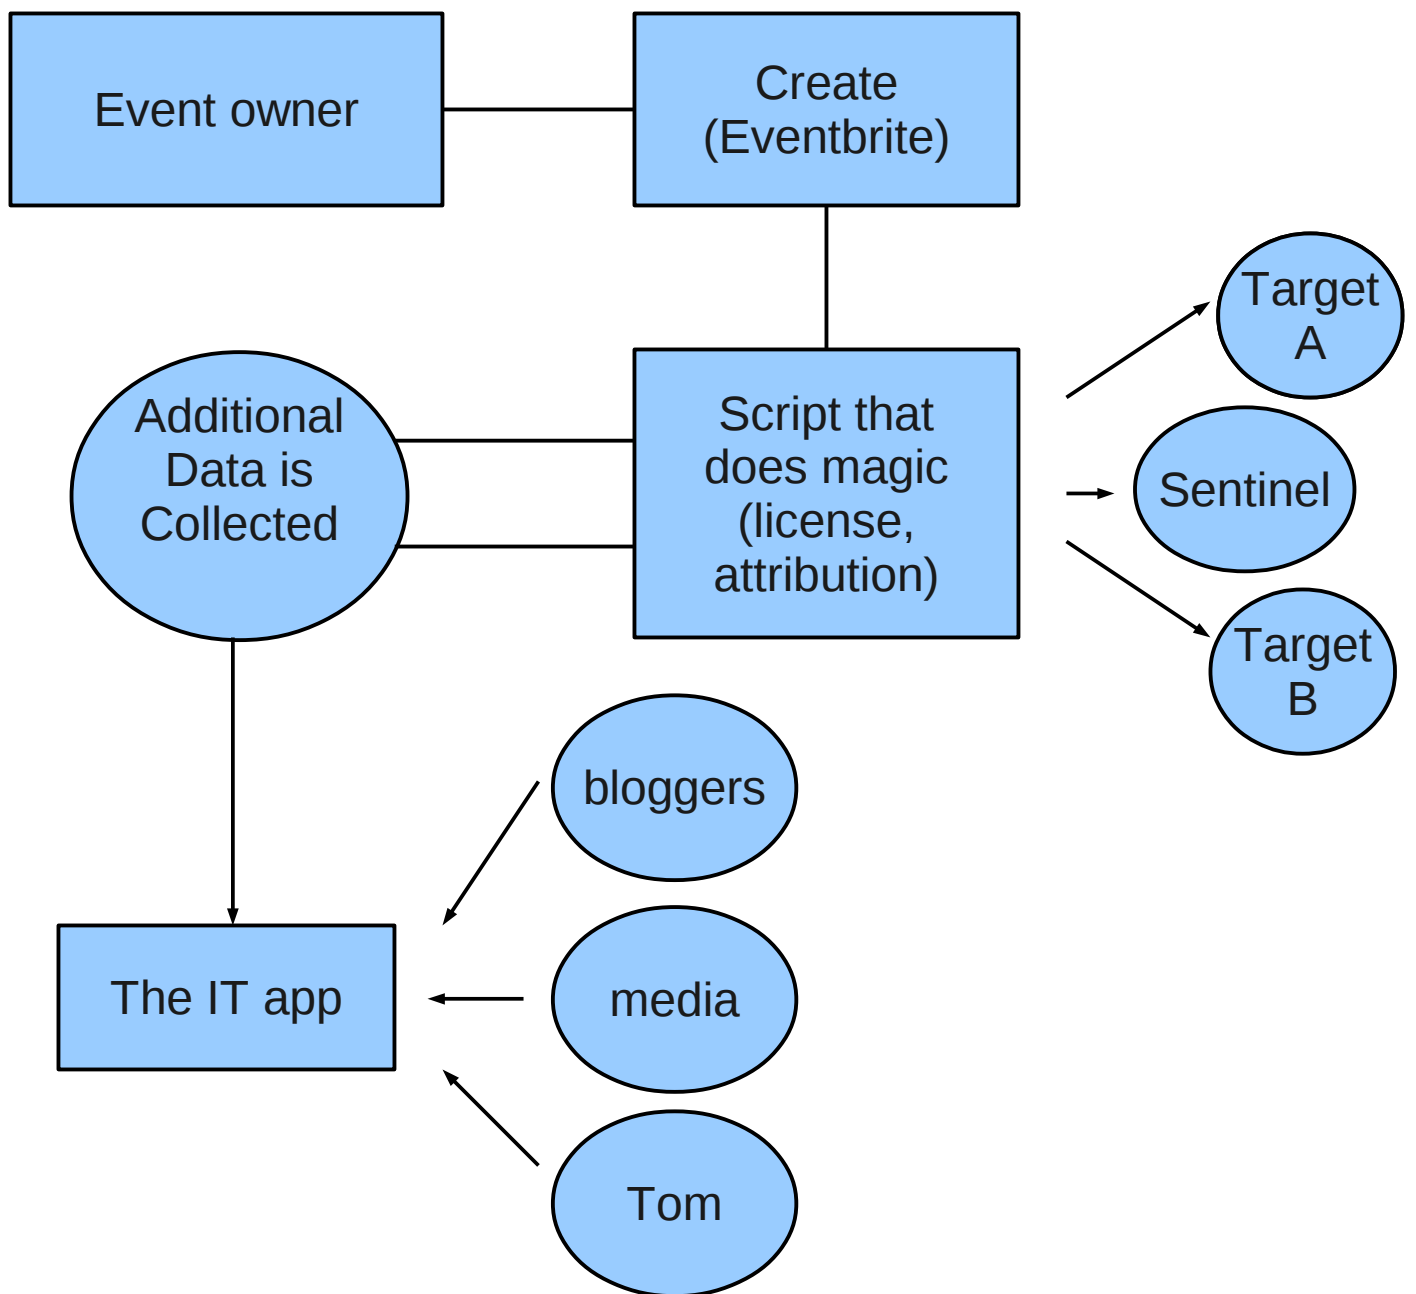 Event owner
Create
(Eventbrite)
Target
A
Additional
Data is
Collected
Script that
does magic
(license,
attribution)
Sentinel
Target
B
bloggers
The IT app
media
Tom